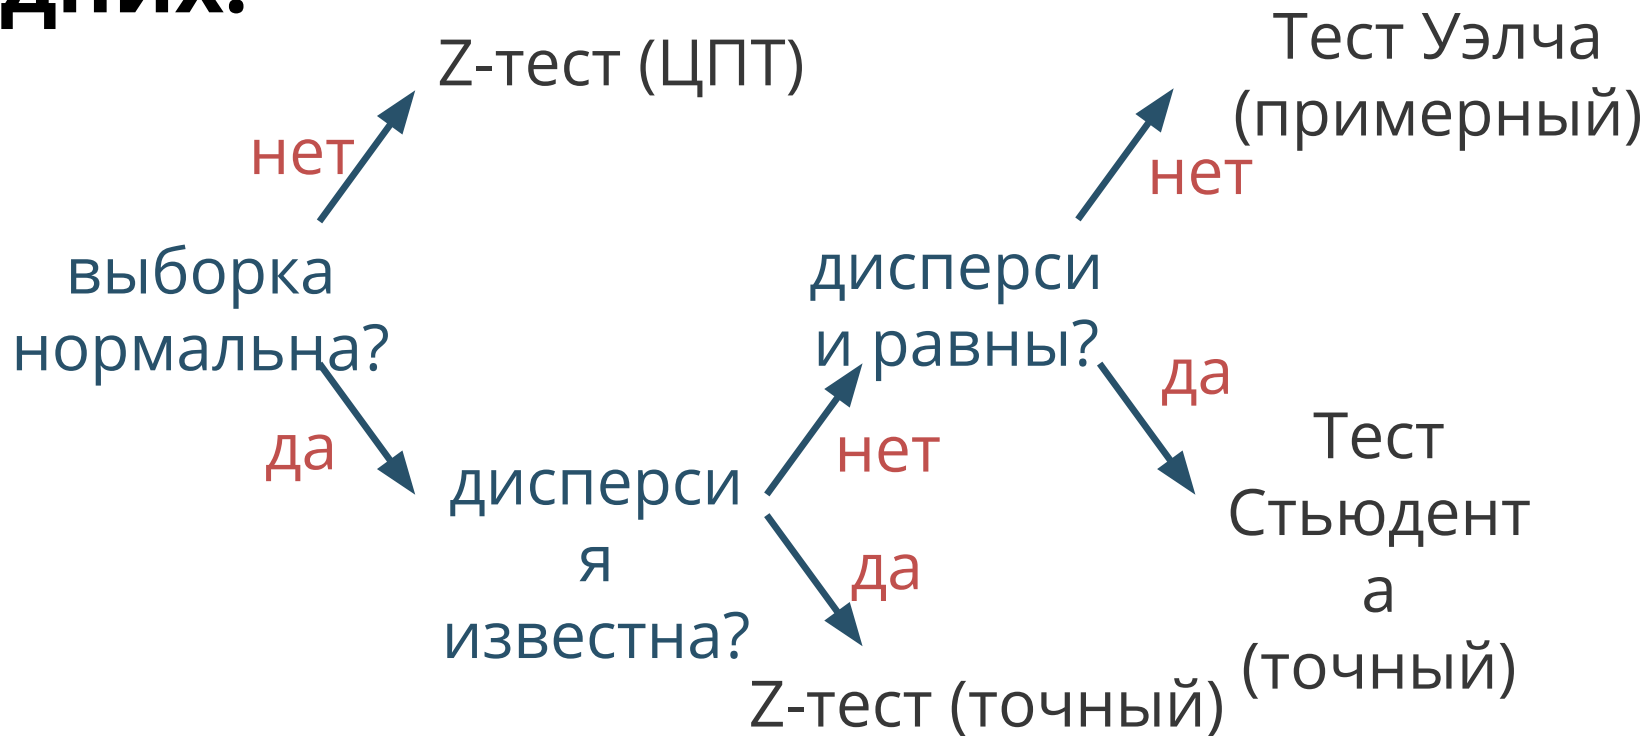 дних:
Z-тест (ЦПТ)
Тест Уэлча
(примерный)
нет
нет
выборка
нормальна?
дисперси
и равны?
да
да
нет
дисперси
я
известна?
да
Тест
Стьюдент
а
(точный)
Z-тест (точный)